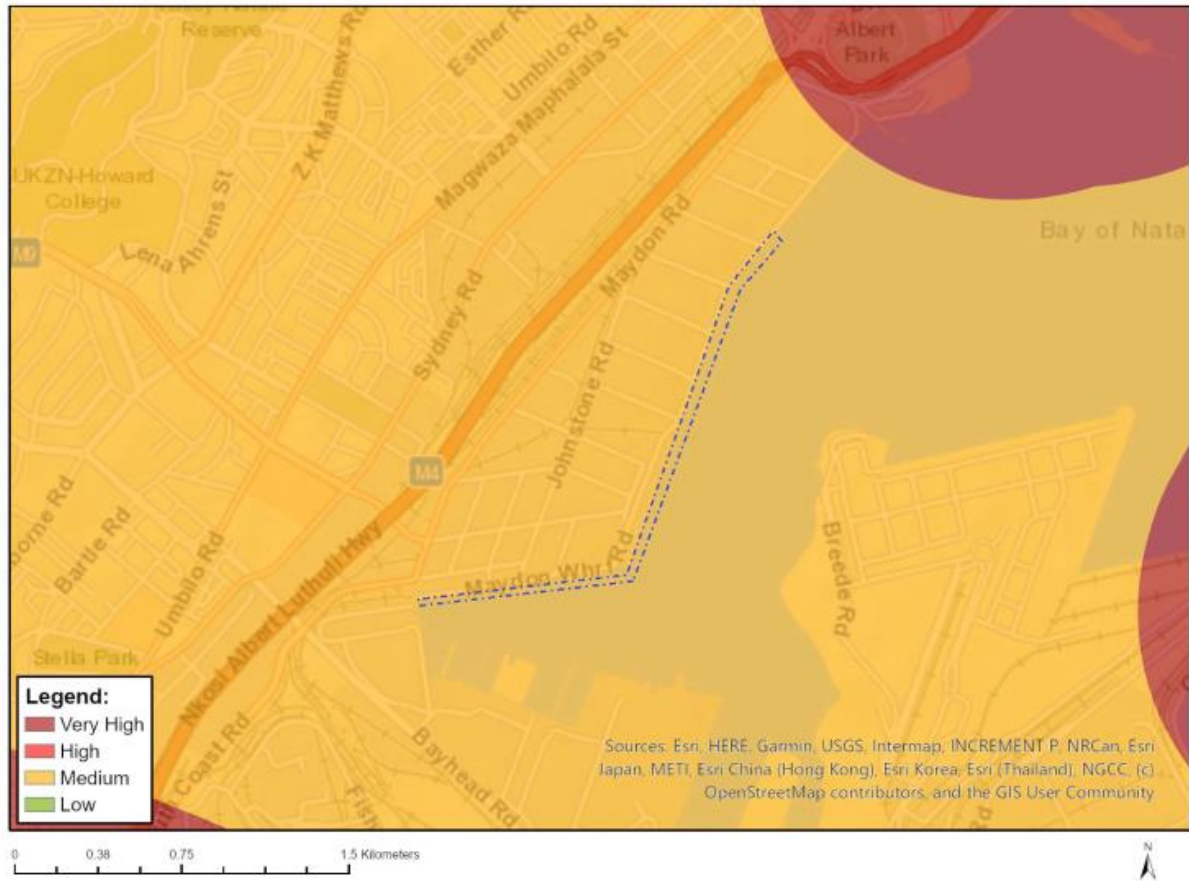 Reserve
Esther Rd
Umbilo Rd
Albert
Park
Z K Matthews Rd
Magwaza Maphalala St
UKZN-Howard
College
Lena Ahrens St
Maydon Rd
Bay of Nata
Sydney Rd
Johnstone Rd
M4
Bartle Rd
Umbilo Rd
Maydon Whrf Rd
Breede Rd
Stella Park
Nkosi Albert Luthuli Hwy
Coast Rd
Bayhead Rd
Rd
Legend:
Very High
High
Medium
Low
Sources: Esri, HERE, Garmin, USGS, Intermap, INCREMENT P, NRCan, Esri
Japan, METI, Esri China (Hong Kong), Esri Korea, Esri (Thailand), NGCC, (c)
OpenStreetMap contributors, and the GIS User Community
0 0.38 0.75 1.5 Kilometers
N